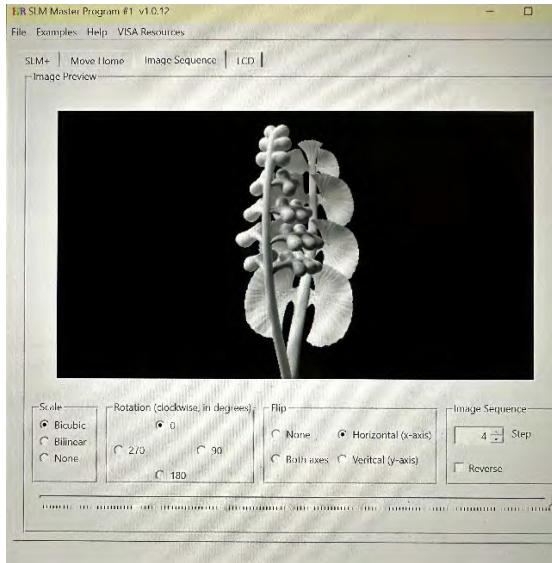 SLM Master Program #1 v1.0.12
File Examples Help VISA Resources
SLM+ Move Home Image Sequence LCD
Image Preview
Scale
Bicubic
Bilinear
None
Rotation (clockwise, in degrees)
0
270 90
180
Flip
None Horizontal (x-axis)
Both axes Veritcal (y-axis)
Image Sequence
4 Step
Reverse